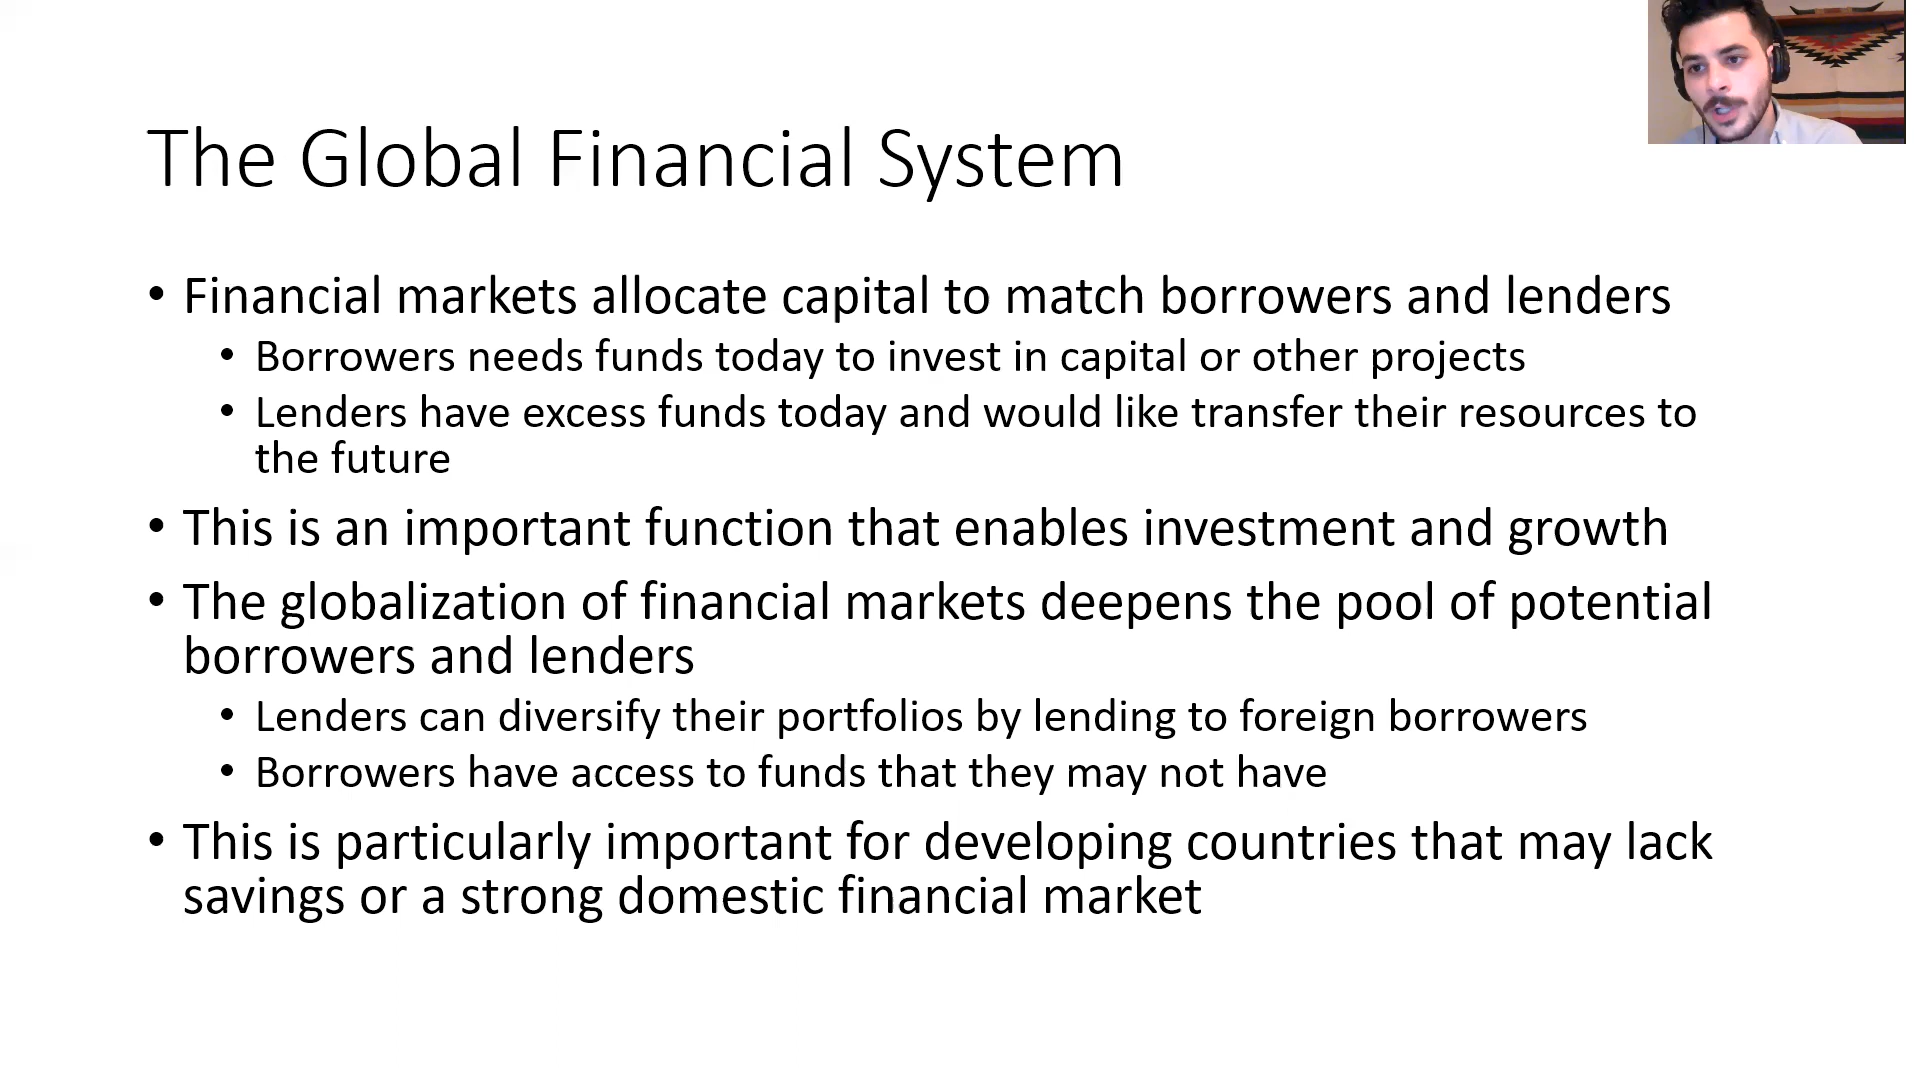 The Global Financial System
• Financial markets allocate capital to match borrowers and lenders
• Borrowers needs funds today to invest in capital or other projects
• Lenders have excess funds today and would like transfer their resources to
the future
• This is an important function that enables investment and growth
• The globalization of financial markets deepens the pool of potential
borrowers and lenders
• Lenders can diversify their portfolios by lending to foreign borrowers
• Borrowers have access to funds that they may not have
• This is particularly important for developing countries that may lack
savings or a strong domestic financial market